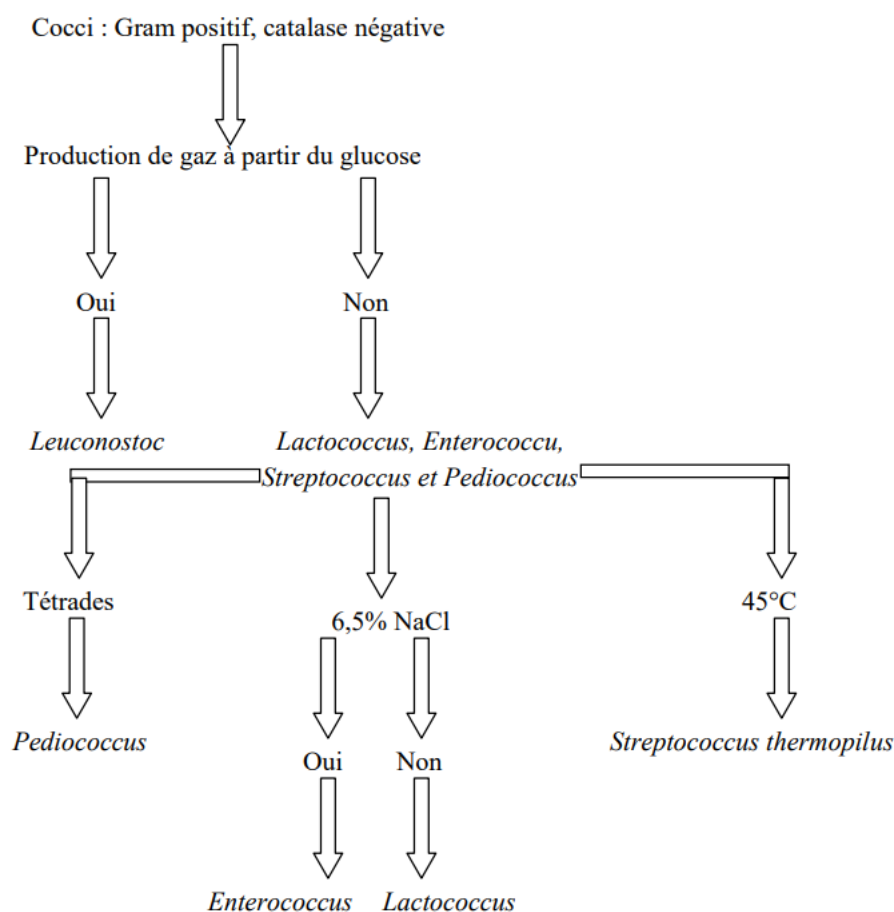 Cocci : Gram positif, catalase négative
Production de gaz à partir du glucose
Oui
Non
Leuconostoc
Lactococcus, Enterococcu,
Streptococcus et Pediococcus
Tétrades
6,5% NaCl
45°C
Pediococcus
Oui
Non
Streptococcus thermopilus
Enterococcus
Lactococcus